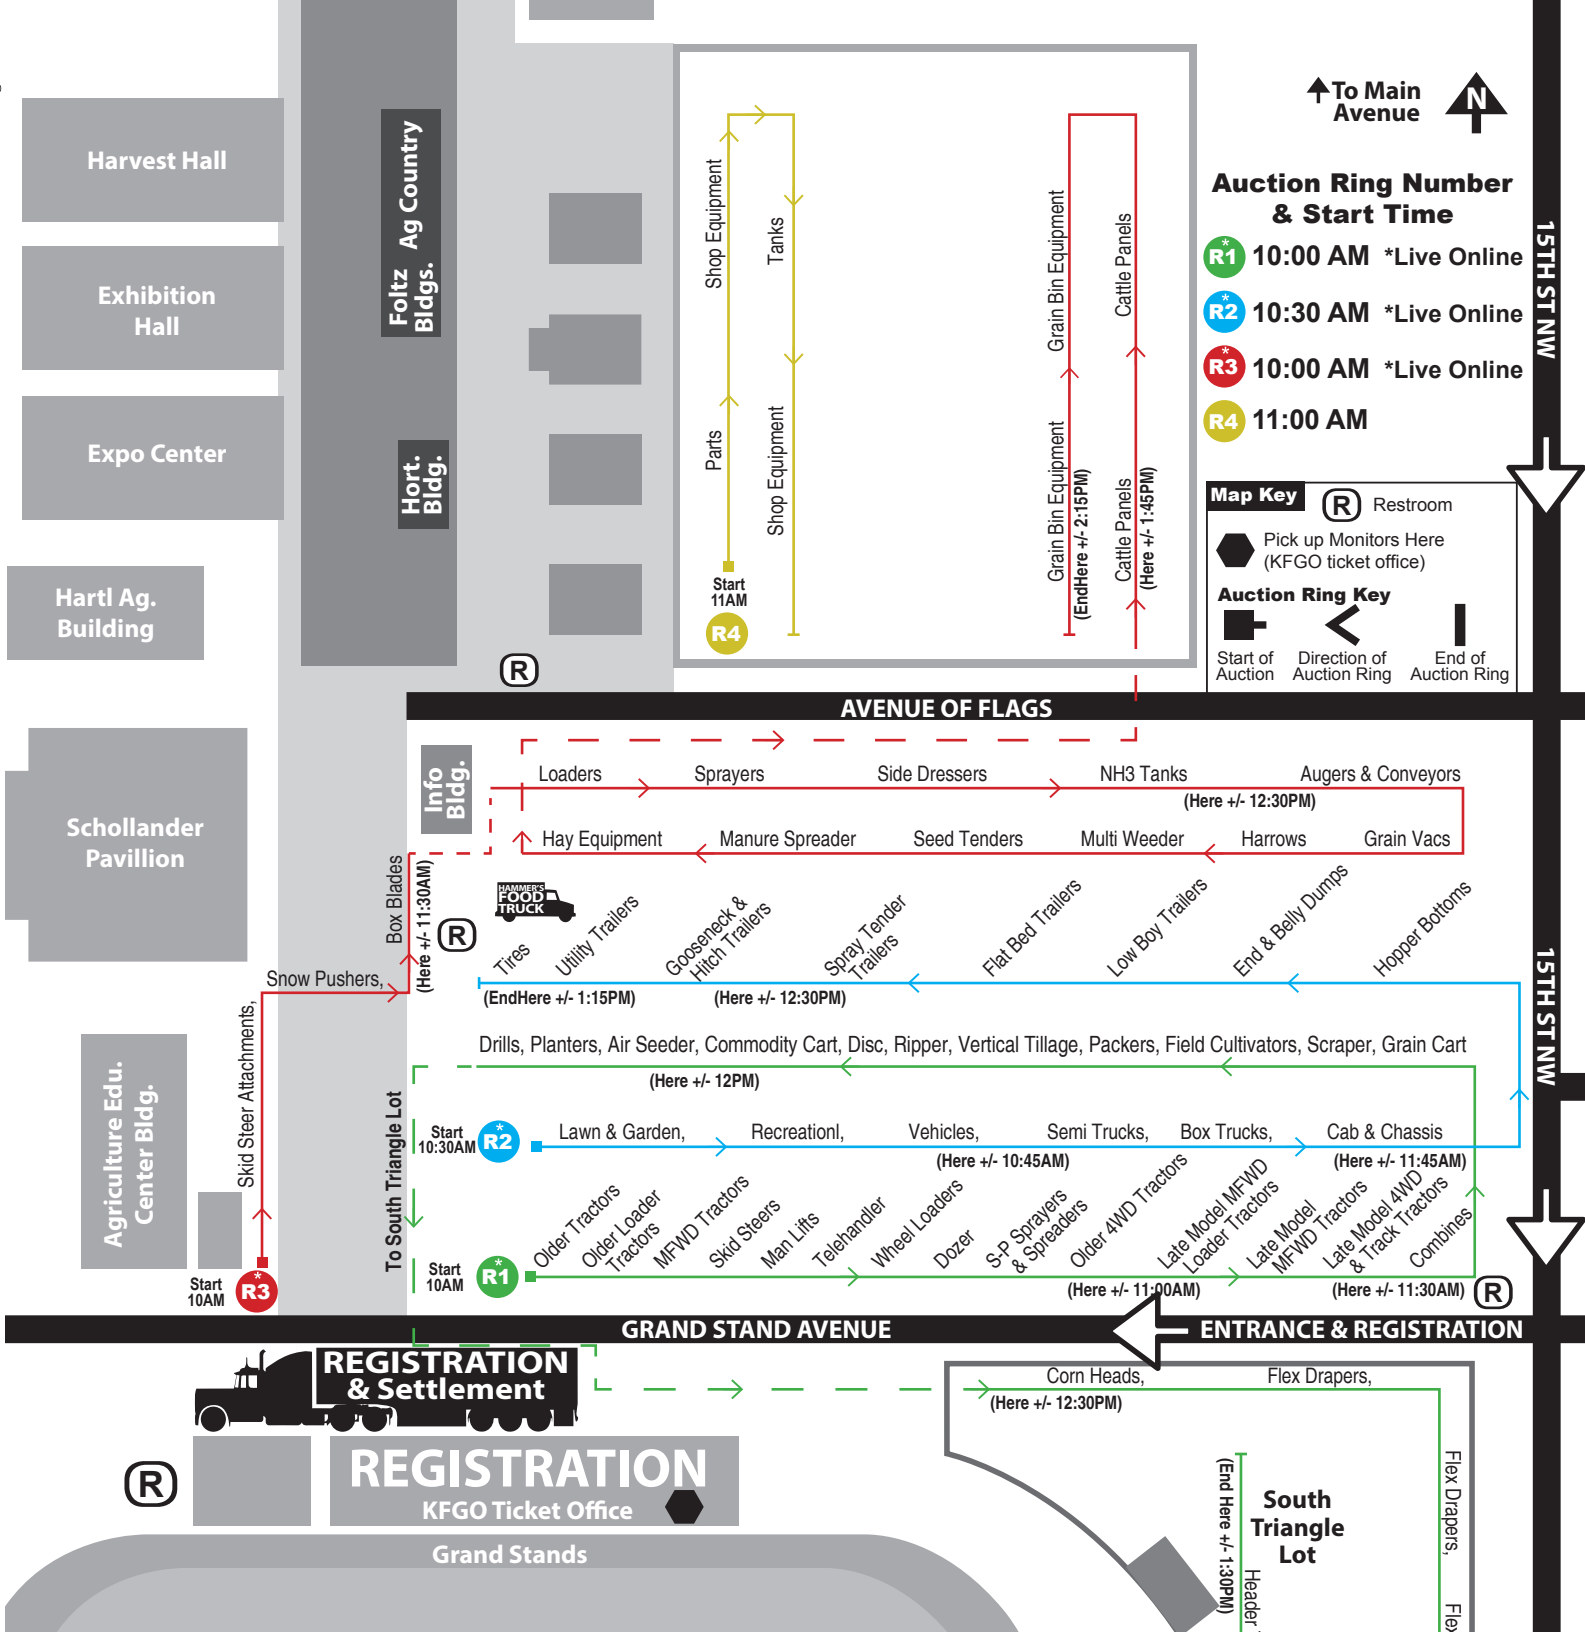 To Main
Avenue
N
Auction Ring Number
& Start Time
R1* 10:00 AM *Live Online
R2* 10:30 AM *Live Online
R3* 10:00 AM *Live Online
R4 11:00 AM
Map Key
R Restroom
Pick up Monitors Here
(KFGO ticket office)
Auction Ring Key
Start of
Auction
Direction of
Auction Ring
End of
Auction Ring
15TH ST NW
15TH ST NW
Harvest Hall
Exhibition
Hall
Expo Center
Hartl Ag.
Building
Schollander
Pavillion
Agriculture Edu.
Center Bldg.
Ag Country
Foltz
Bldgs.
Hort.
Bldg.
Info
Bldg.
R
Parts
Shop Equipment
Tanks
Shop Equipment
Start
11AM
R4
Grain Bin Equipment
Grain Bin Equipment
(EndHere +/- 2:15PM)
Cattle Panels
Cattle Panels
(Here +/- 1:45PM)
AVENUE OF FLAGS
Loaders
Sprayers
Side Dressers
NH3 Tanks
Augers & Conveyors
(Here +/- 12:30PM)
Hay Equipment
Manure Spreader
Seed Tenders
Multi Weeder
Harrows
Grain Vacs
HAMMER'S
FOOD
TRUCK
R
Box Blades
(Here +/- 11:30AM)
Snow Pushers,
Skid Steer Attachments,
Start
10AM
R3*
Tires
Utility Trailers
Gooseneck &
Hitch Trailers
Spray Tender
Trailers
Flat Bed Trailers
Low Boy Trailers
End & Belly Dumps
Hopper Bottoms
(EndHere +/- 1:15PM)
(Here +/- 12:30PM)
Drills, Planters, Air Seeder, Commodity Cart, Disc, Ripper, Vertical Tillage, Packers, Field Cultivators, Scraper, Grain Cart
(Here +/- 12PM)
To South Triangle Lot
Start
10:30AM
R2*
Lawn & Garden,
Recreationl,
Vehicles,
Semi Trucks,
Box Trucks,
Cab & Chassis
(Here +/- 10:45AM)
(Here +/- 11:45AM)
Start
10AM
R1*
Older Tractors
Older Loader
Tractors
MFWD Tractors
Skid Steers
Man Lifts
Telehandler
Wheel Loaders
Dozer
S-P Sprayers
& Spreaders
Older 4WD Tractors
Late Model MFWD
Loader Tractors
Late Model
MFWD Tractors
Late Model 4WD
& Track Tractors
Combines
(Here +/- 11:00AM)
(Here +/- 11:30AM)
R
GRAND STAND AVENUE
ENTRANCE & REGISTRATION
REGISTRATION
& Settlement
R
REGISTRATION
KFGO Ticket Office
Grand Stands
Corn Heads,
Flex Drapers,
(Here +/- 12:30PM)
Flex Drapers,
(End Here +/- 1:30PM)
Header
South
Triangle
Lot